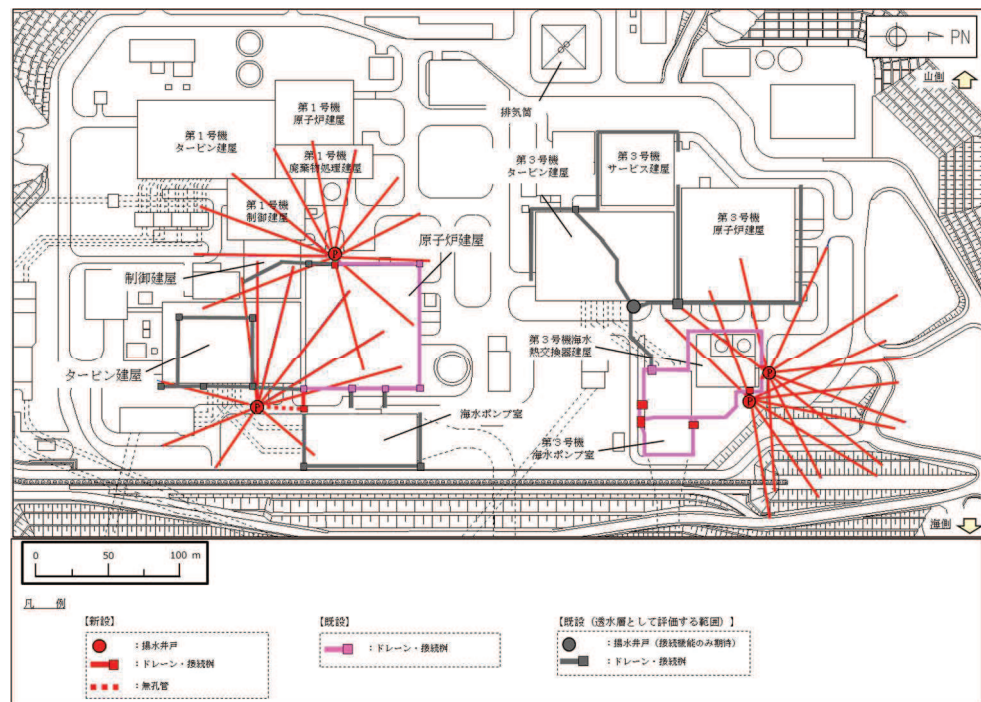 PN
山側
排気筒
第1号機
原子炉建屋
第1号機
タービン建屋
第1号機
廃棄物処理建屋
第1号機
制御建屋
第3号機
タービン建屋
第3号機
サービス建屋
第3号機
原子炉建屋
原子炉建屋
制御建屋
タービン建屋
第3号機海水
熱交換器建屋
海水ポンプ室
第3号機
海水ポンプ室
P
P
P
P
海側
0 50 100 m
凡 例
【新設】
P :揚水井戸
:ドレーン・接続桝
:無孔管
【既設】
:ドレーン・接続桝
【既設(透水層として評価する範囲)】
:揚水井戸(接続機能のみ期待)
:ドレーン・接続桝